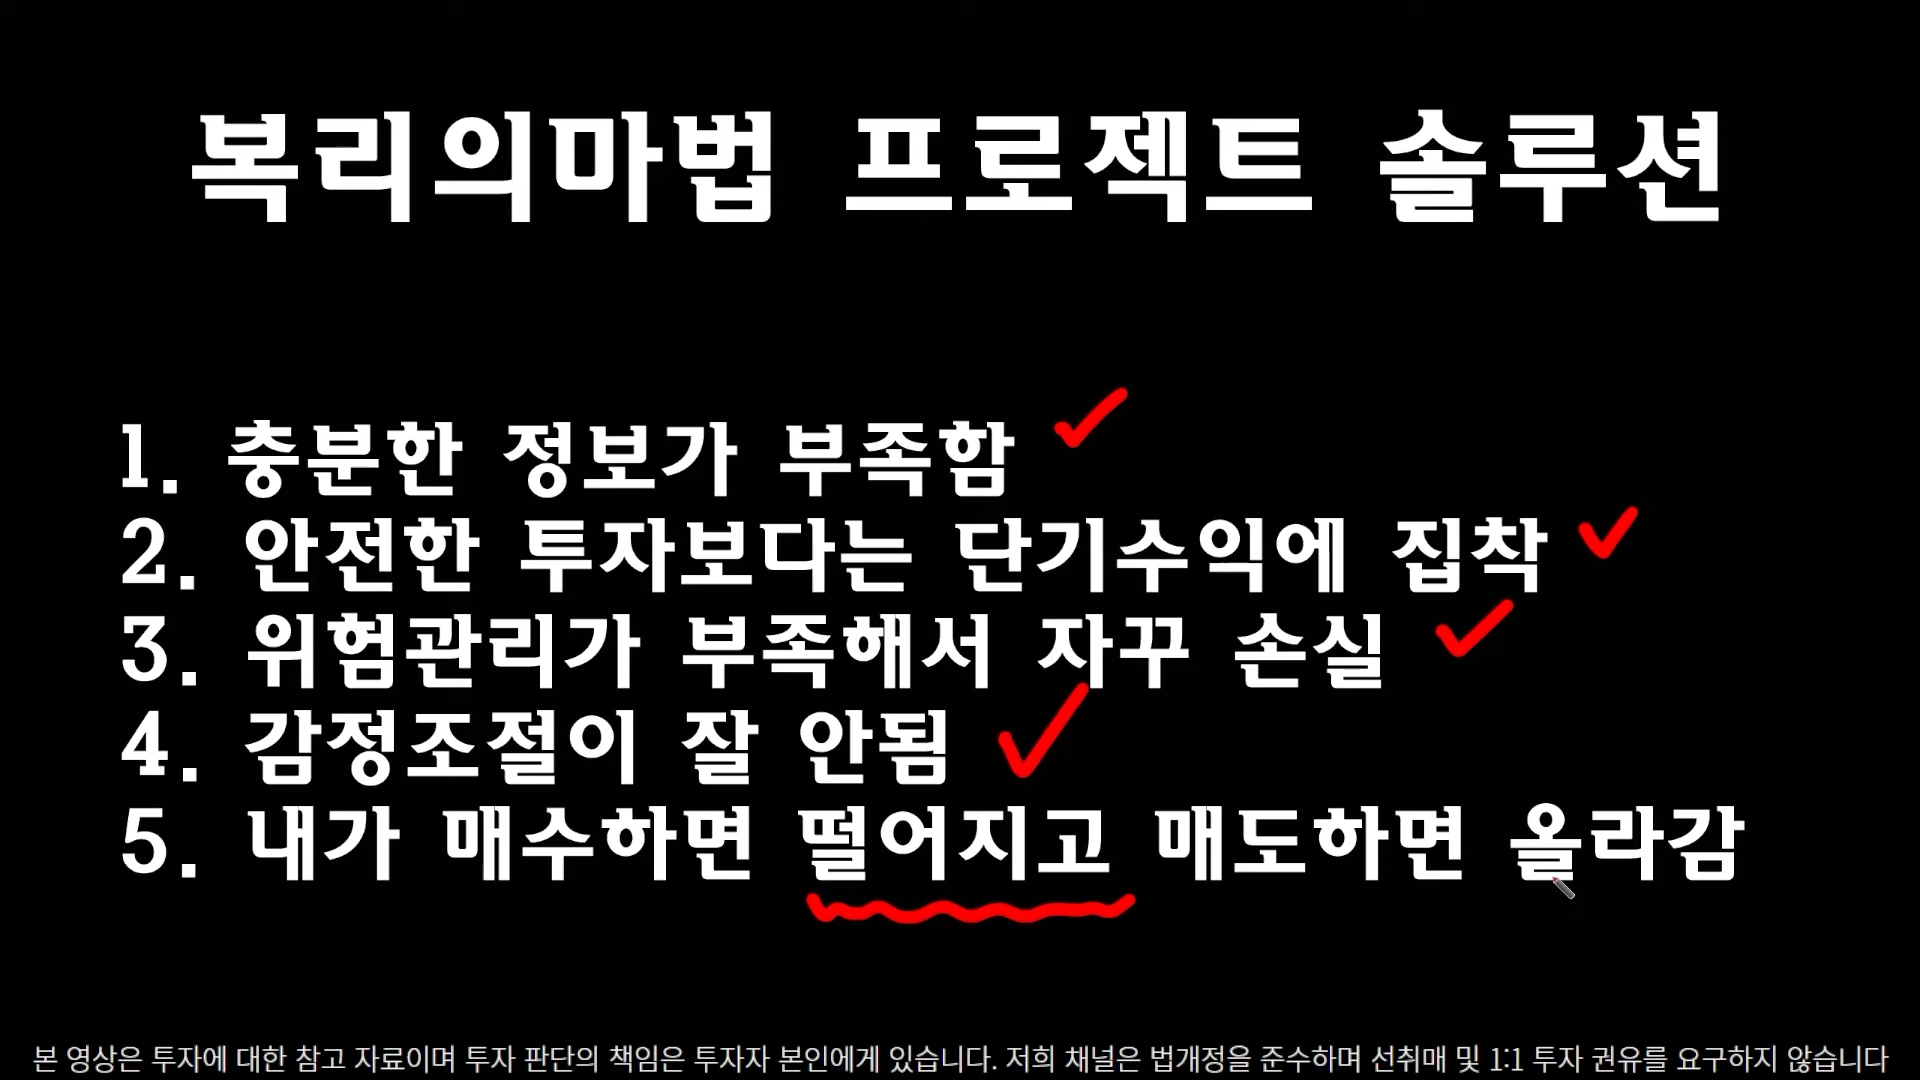 복리의마법 프로젝트 솔루션
1. 충분한 정보가 부족함
2. 안전한 투자보다는 단기수익에 집착
3. 위험관리가 부족해서 자꾸 손실
4. 감정조절이 잘 안됨
5. 내가 매수하면 떨어지고 매도하면 올라감
본 영상은 투자에 대한 참고 자료이며 투자 판단의 책임은 투자자 본인에게 있습니다. 저희 채널은 법개정을 준수하며 선취매 및 1:1 투자 권유를 요구하지 않습니다